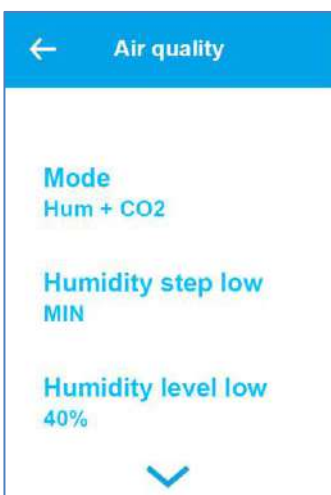 Air quality
Mode
Hum + CO2
Humidity step low
MIN
Humidity level low
40%